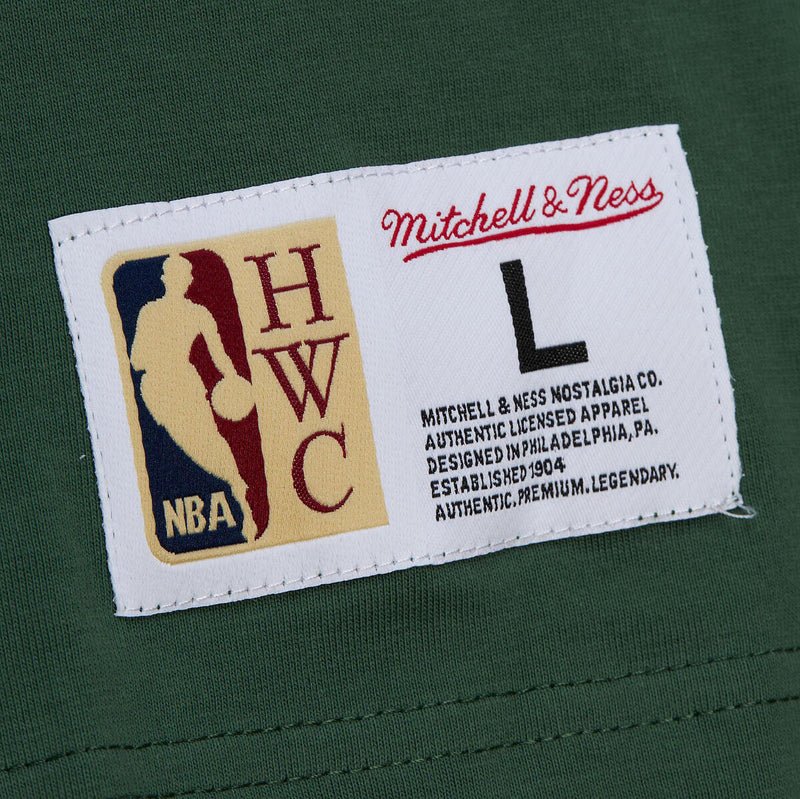 NBA
H
W
C
Mitchell & Ness
L
MITCHELL & NESS NOSTALGIA CO.
AUTHENTIC LICENSED APPAREL
DESIGNED IN PHILADELPHIA, PA.
ESTABLISHED 1904
AUTHENTIC.PREMIUM.LEGENDARY.